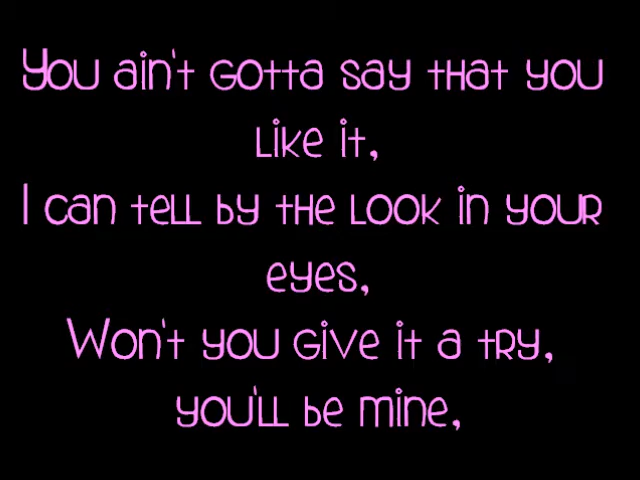 You ain't gotta say that you
like it,
I can tell by the look in your
eyes,
Won't you give it a try,
you'll be mine,